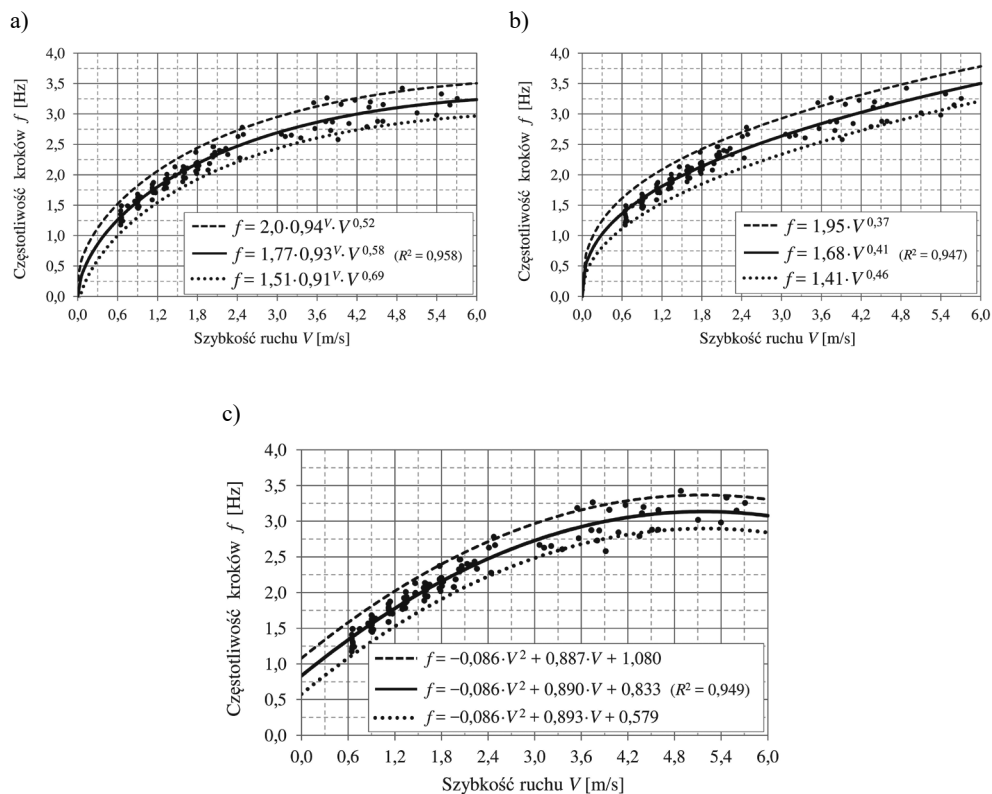 a)
4,0
3,5
3,0
2,5
2,0
1,5
1,0
0,5
0,0
Częstotliwość kroków f [Hz]
f = 2,0·0,94^V·V^0,52
f = 1,77·0,93^V·V^0,58 (R² = 0,958)
f = 1,51·0,91^V·V^0,69
0,0 0,6 1,2 1,8 2,4 3,0 3,6 4,2 4,8 5,4 6,0
Szybkość ruchu V [m/s]
b)
4,0
3,5
3,0
2,5
2,0
1,5
1,0
0,5
0,0
Częstotliwość kroków f [Hz]
f = 1,95·V^0,37
f = 1,68·V^0,41 (R² = 0,947)
f = 1,41·V^0,46
0,0 0,6 1,2 1,8 2,4 3,0 3,6 4,2 4,8 5,4 6,0
Szybkość ruchu V [m/s]
c)
4,0
3,5
3,0
2,5
2,0
1,5
1,0
0,5
0,0
Częstotliwość kroków f [Hz]
f = −0,086·V² + 0,887·V + 1,080
f = −0,086·V² + 0,890·V + 0,833 (R² = 0,949)
f = −0,086·V² + 0,893·V + 0,579
0,0 0,6 1,2 1,8 2,4 3,0 3,6 4,2 4,8 5,4 6,0
Szybkość ruchu V [m/s]